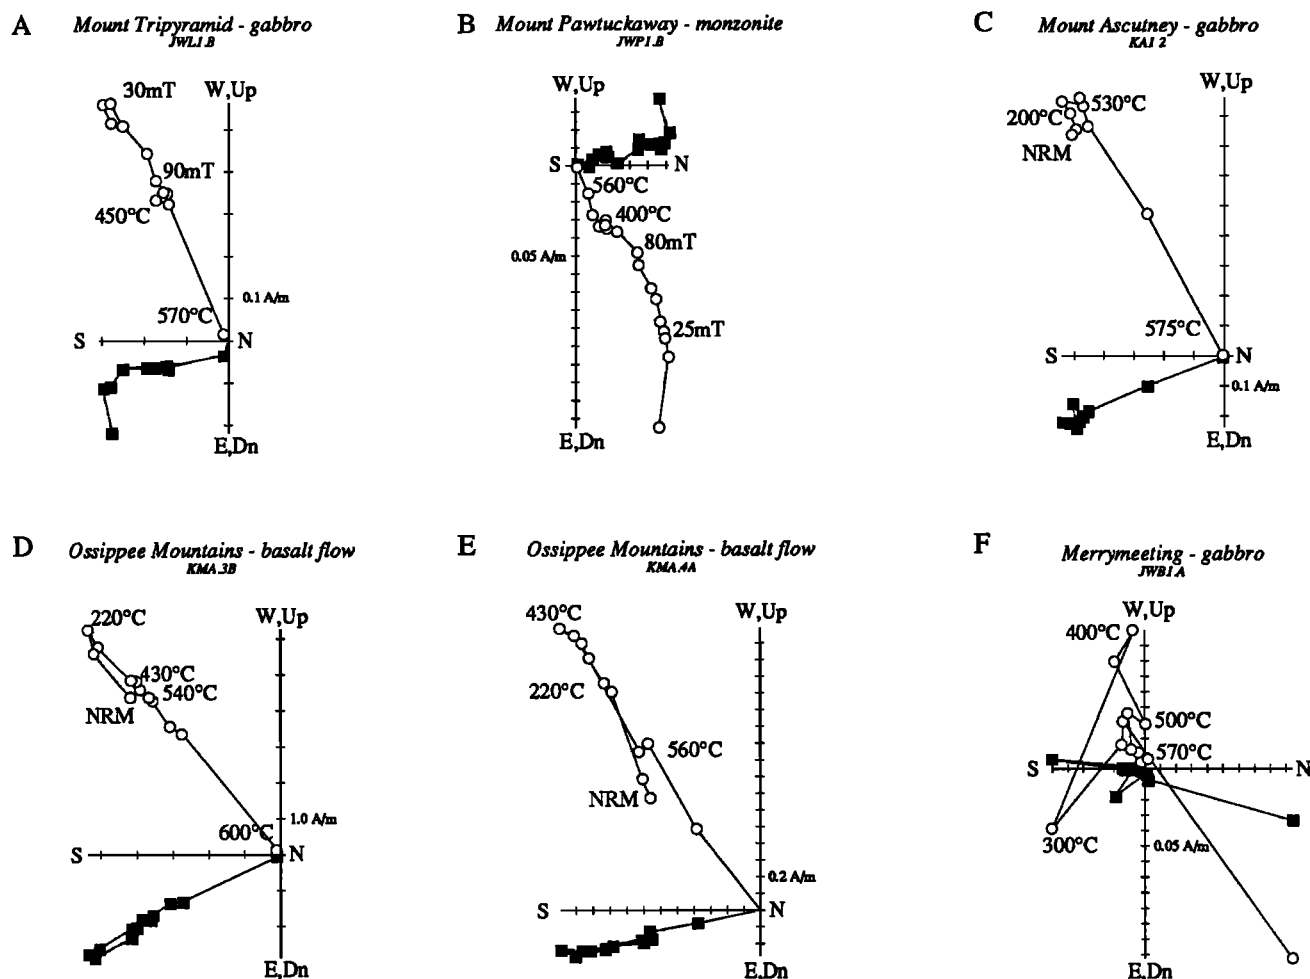 A
Mount Tripyramid - gabbro
JWL1.B
W,Up
30mT
90mT
450°C
0.1 A/m
570°C
S
N
E,Dn
B
Mount Pawtuckaway - monzonite
JWP1.B
W,Up
S
N
560°C
400°C
80mT
0.05 A/m
25mT
E,Dn
C
Mount Ascutney - gabbro
KA1 2
W,Up
530°C
200°C
NRM
575°C
S
N
0.1 A/m
E,Dn
D
Ossippee Mountains - basalt flow
KMA.3B
W,Up
220°C
430°C
540°C
NRM
1.0 A/m
600°C
S
N
E,Dn
E
Ossippee Mountains - basalt flow
KMA.4A
W,Up
430°C
220°C
560°C
NRM
0.2 A/m
S
N
E,Dn
F
Merrymeeting - gabbro
JWB1.A
W,Up
400°C
500°C
570°C
S
N
300°C
0.05 A/m
E,Dn